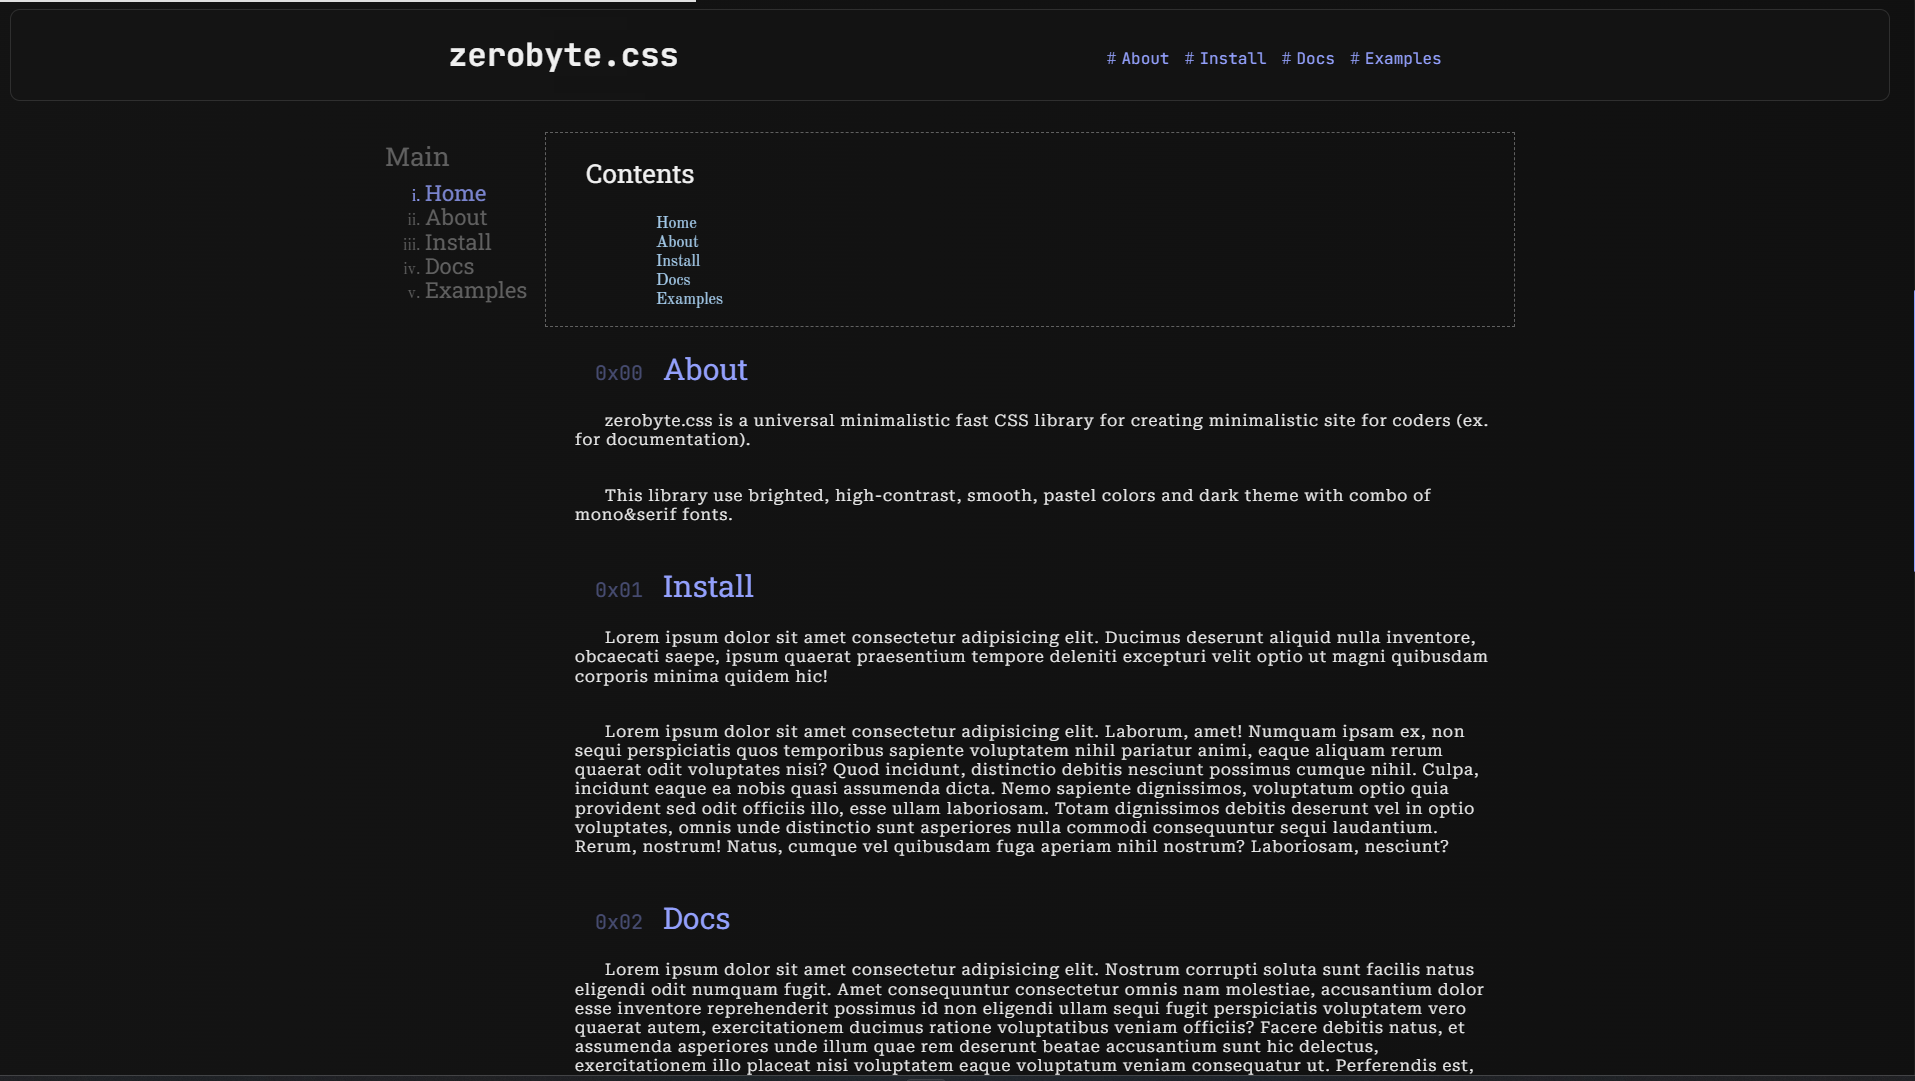 zerobyte.css
# About # Install # Docs # Examples
Main
i. Home
ii. About
iii. Install
iv. Docs
v. Examples
Contents
Home
About
Install
Docs
Examples
0x00 About
zerobyte.css is a universal minimalistic fast CSS library for creating minimalistic site for coders (ex.
for documentation).
This library use brighted, high-contrast, smooth, pastel colors and dark theme with combo of
mono&serif fonts.
0x01 Install
Lorem ipsum dolor sit amet consectetur adipisicing elit. Ducimus deserunt aliquid nulla inventore,
obcaecati saepe, ipsum quaerat praesentium tempore deleniti excepturi velit optio ut magni quibusdam
corporis minima quidem hic!
Lorem ipsum dolor sit amet consectetur adipisicing elit. Laborum, amet! Numquam ipsam ex, non
sequi perspiciatis quos temporibus sapiente voluptatem nihil pariatur animi, eaque aliquam rerum
quaerat odit voluptates nisi? Quod incidunt, distinctio debitis nesciunt possimus cumque nihil. Culpa,
incidunt eaque ea nobis quasi assumenda dicta. Nemo sapiente dignissimos, voluptatum optio quia
provident sed odit officiis illo, esse ullam laboriosam. Totam dignissimos debitis deserunt vel in optio
voluptates, omnis unde distinctio sunt asperiores nulla commodi consequuntur sequi laudantium.
Rerum, nostrum! Natus, cumque vel quibusdam fuga aperiam nihil nostrum? Laboriosam, nesciunt?
0x02 Docs
Lorem ipsum dolor sit amet consectetur adipisicing elit. Nostrum corrupti soluta sunt facilis natus
eligendi odit numquam fugit. Amet consequuntur consectetur omnis nam molestiae, accusantium dolor
esse inventore reprehenderit possimus id non eligendi ullam sequi fugit perspiciatis voluptatem vero
quaerat autem, exercitationem ducimus ratione voluptatibus veniam officiis? Facere debitis natus, et
assumenda asperiores unde illum quae rem deserunt beatae accusantium sunt hic delectus,
exercitationem illo placeat nisi voluptatem eaque voluptatum veniam consequatur ut. Perferendis est,